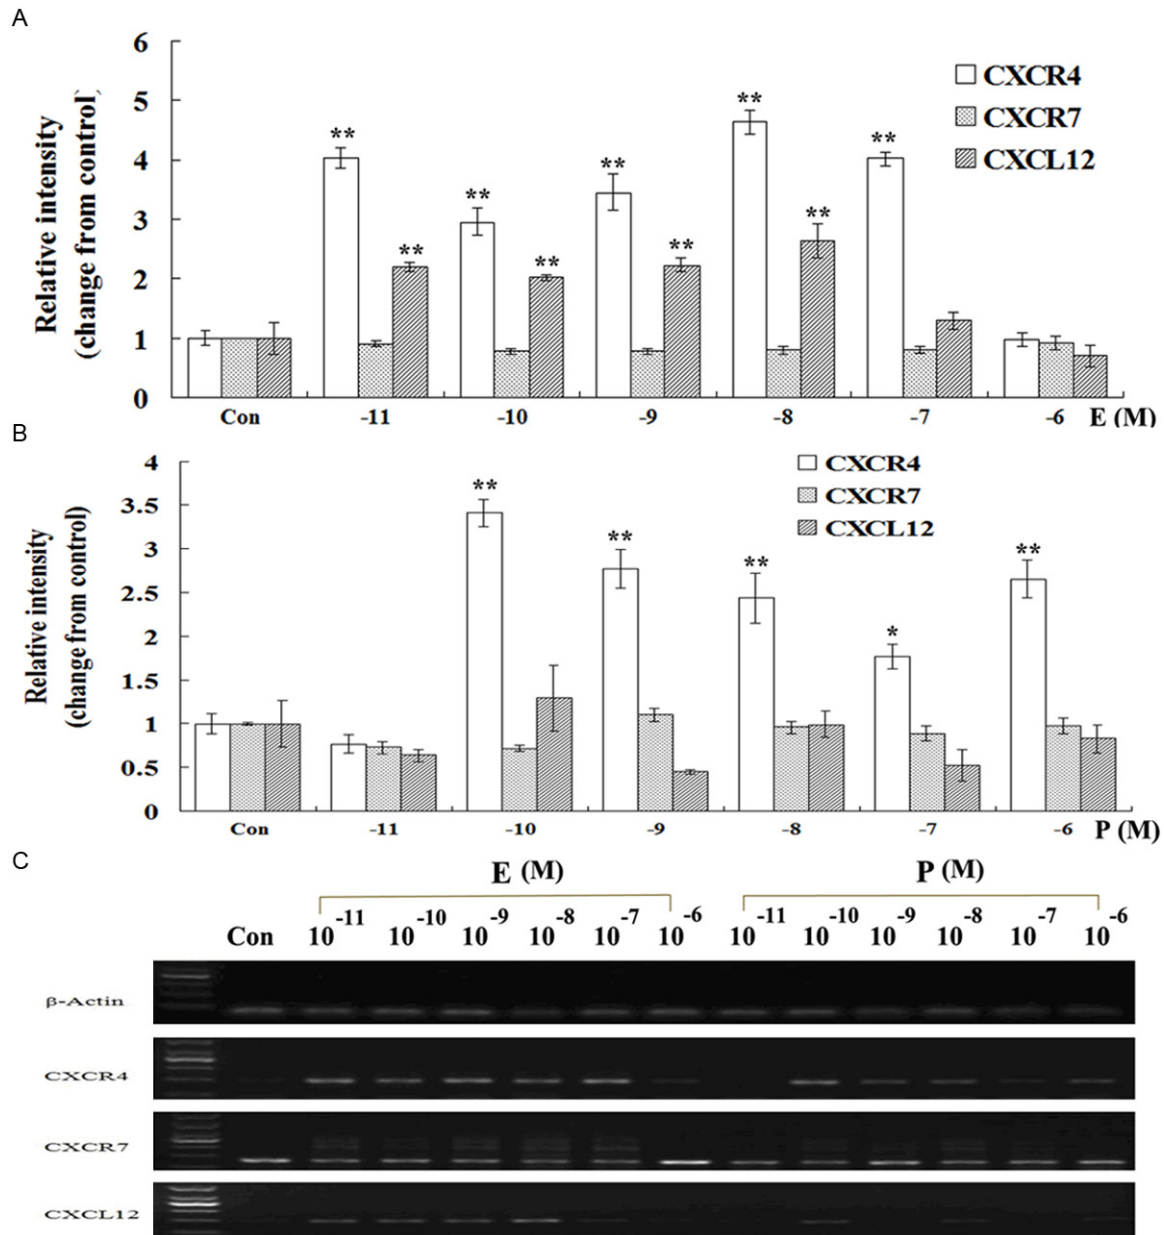 A
Relative intensity
(change from control)
6
5
4
3
2
1
0
CXCR4
CXCR7
CXCL12
**
**
**
**
**
**
**
**
**
Con -11 -10 -9 -8 -7 -6 E (M)
B
Relative intensity
(change from control)
4
3.5
3
2.5
2
1.5
1
0.5
0
CXCR4
CXCR7
CXCL12
**
**
**
*
**
Con -11 -10 -9 -8 -7 -6 P (M)
C
E (M) P (M)
Con 10⁻¹¹ 10⁻¹⁰ 10⁻⁹ 10⁻⁸ 10⁻⁷ 10⁻⁶ 10⁻¹¹ 10⁻¹⁰ 10⁻⁹ 10⁻⁸ 10⁻⁷ 10⁻⁶
β-Actin
CXCR4
CXCR7
CXCL12